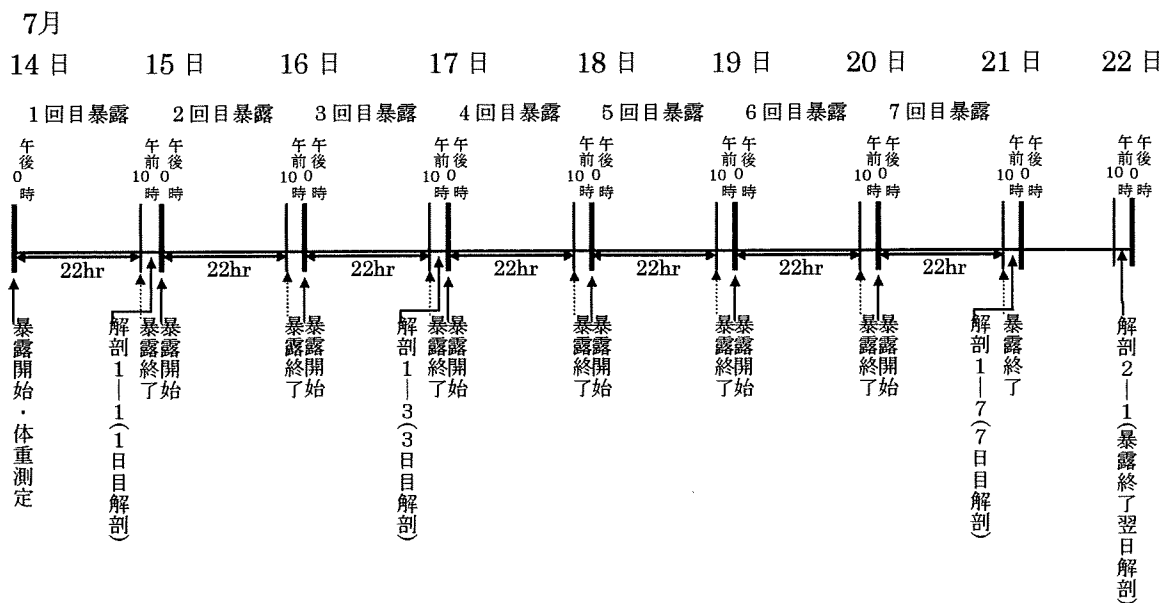 7月
14日 15日 16日 17日 18日 19日 20日 21日 22日
1回目暴露 2回目暴露 3回目暴露 4回目暴露 5回目暴露 6回目暴露 7回目暴露
午後0時 午前10時 午後0時 午前10時 午後0時 午前10時 午後0時 午前10時 午後0時 午前10時 午後0時 午前10時 午後0時 午前10時 午後0時 午前10時 午後0時
22hr 22hr 22hr 22hr 22hr 22hr 22hr
暴露開始・体重測定
解剖1―1(1日目解剖)
暴露終了
暴露開始
暴露終了
暴露開始
解剖1―3(3日目解剖)
暴露終了
暴露開始
暴露終了
暴露開始
暴露終了
暴露開始
暴露終了
暴露開始
解剖1―7(7日目解剖)
暴露終了
解剖2―1(暴露終了翌日解剖)